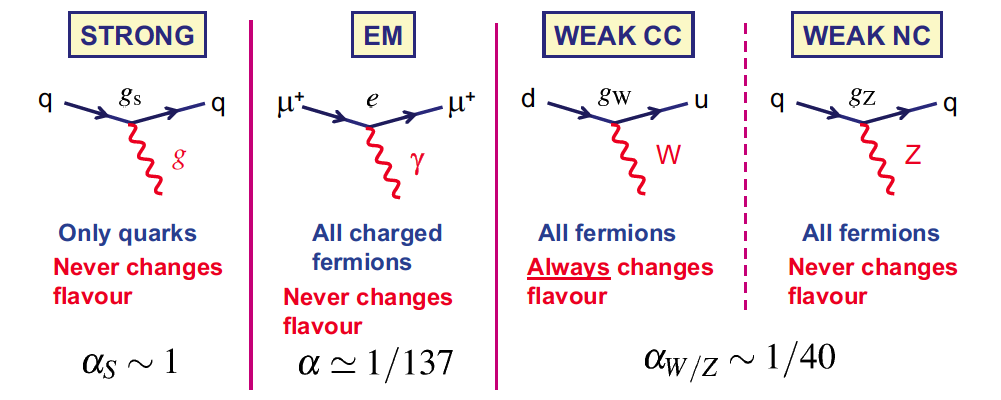 STRONG
q
gS
q
g
Only quarks
Never changes
flavour
αS ∼ 1
EM
μ+
e
μ+
γ
All charged
fermions
Never changes
flavour
α ≃ 1/137
WEAK CC
d
gW
u
W
All fermions
Always changes
flavour
WEAK NC
q
gZ
q
Z
All fermions
Never changes
flavour
αW/Z ∼ 1/40